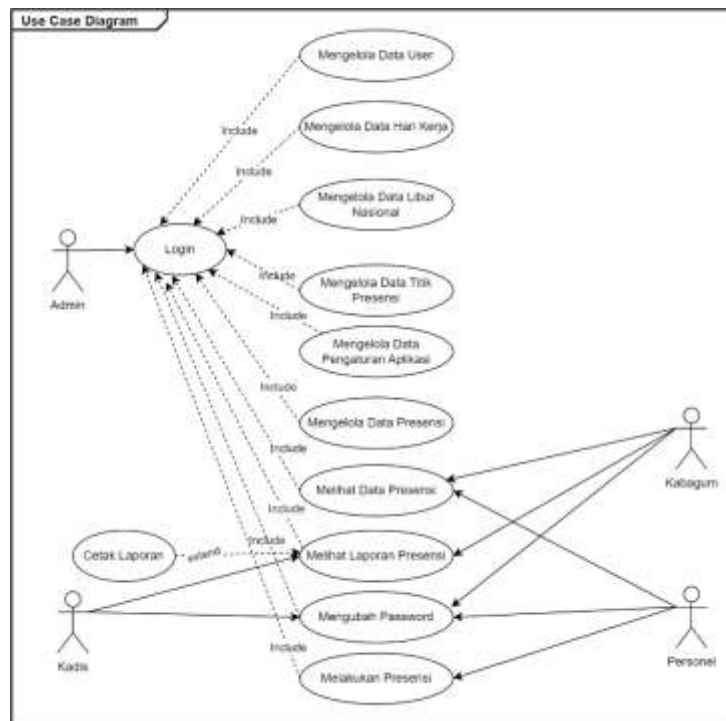 Use Case Diagram
Mengelola Data User
Include
Mengelola Data Hari Kerja
Include
Mengelola Data Libur
Nasional
Include
Login
Admin
Include
Mengelola Data Titik
Presensi
Include
Mengelola Data
Pengaturan Aplikasi
Include
Mengelola Data Presensi
Include
Kabagum
Melihat Data Presensi
Include
Cetak Laporan
extend
Include
Melihat Laporan Presensi
Mengubah Password
Include
Kadis
Personel
Melakukan Presensi